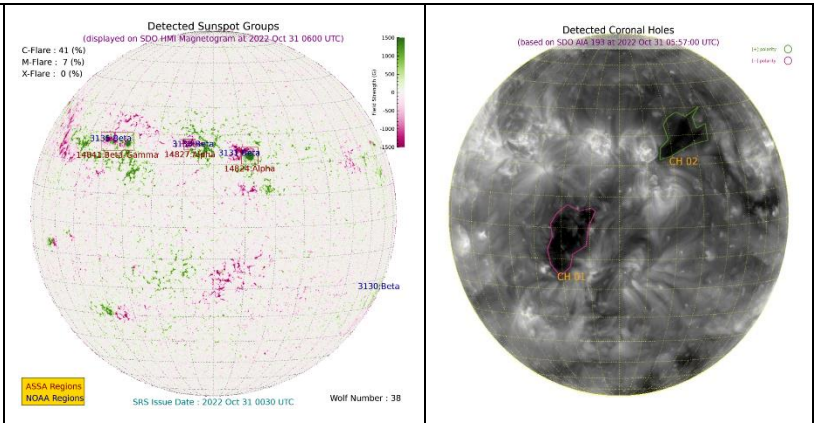 Detected Sunspot Groups
(displayed on SDO HMI Magnetogram at 2022 Oct 31 0600 UTC)
C-Flare : 41 (%)
M-Flare : 7 (%)
X-Flare : 0 (%)
1500
1000
500
0
-500
-1000
-1500
Field Strength (G)
14827:Alpha
14824:Alpha
3130:Beta
ASSA Regions
NOAA Regions
SRS Issue Date : 2022 Oct 31 0030 UTC
Wolf Number : 38
Detected Coronal Holes
(based on SDO AIA 193 at 2022 Oct 31 05:57:00 UTC)
(+) polarity
(-) polarity
CH 02
CH 01